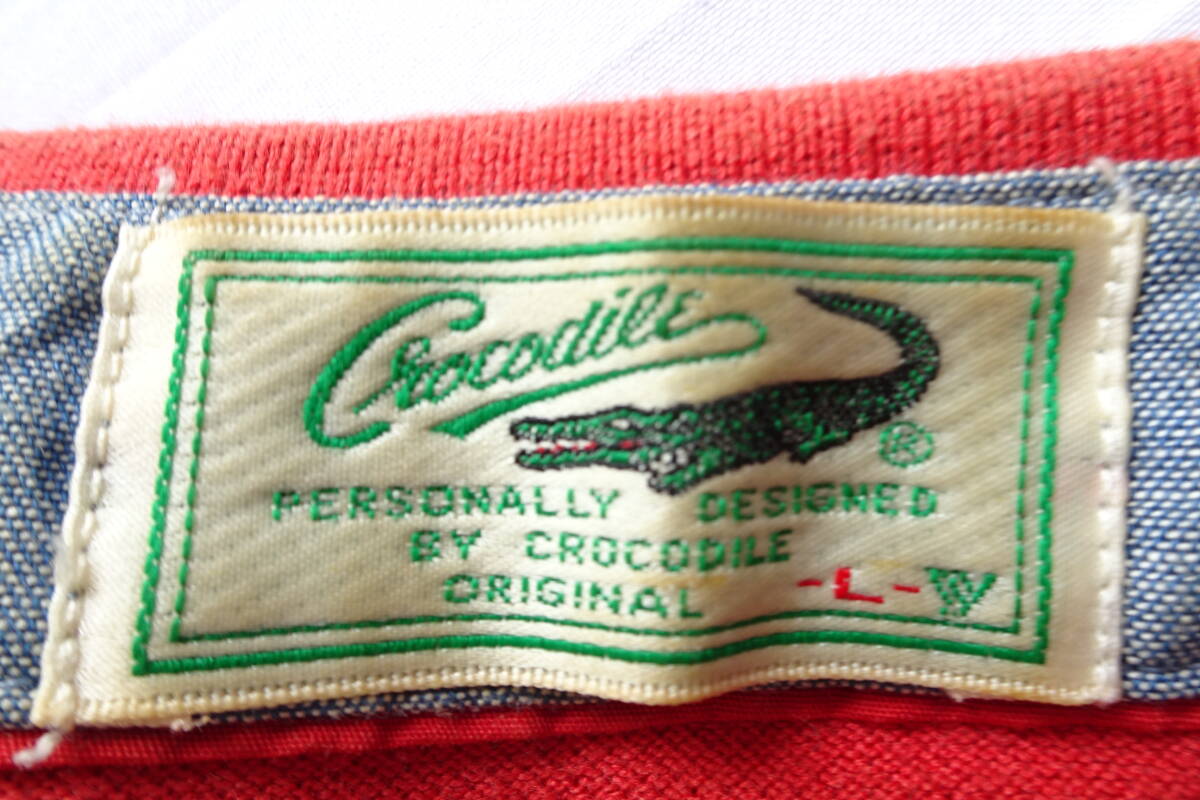 Crocodile
®
PERSONALLY DESIGNED
BY CROCODILE
ORIGINAL -L-